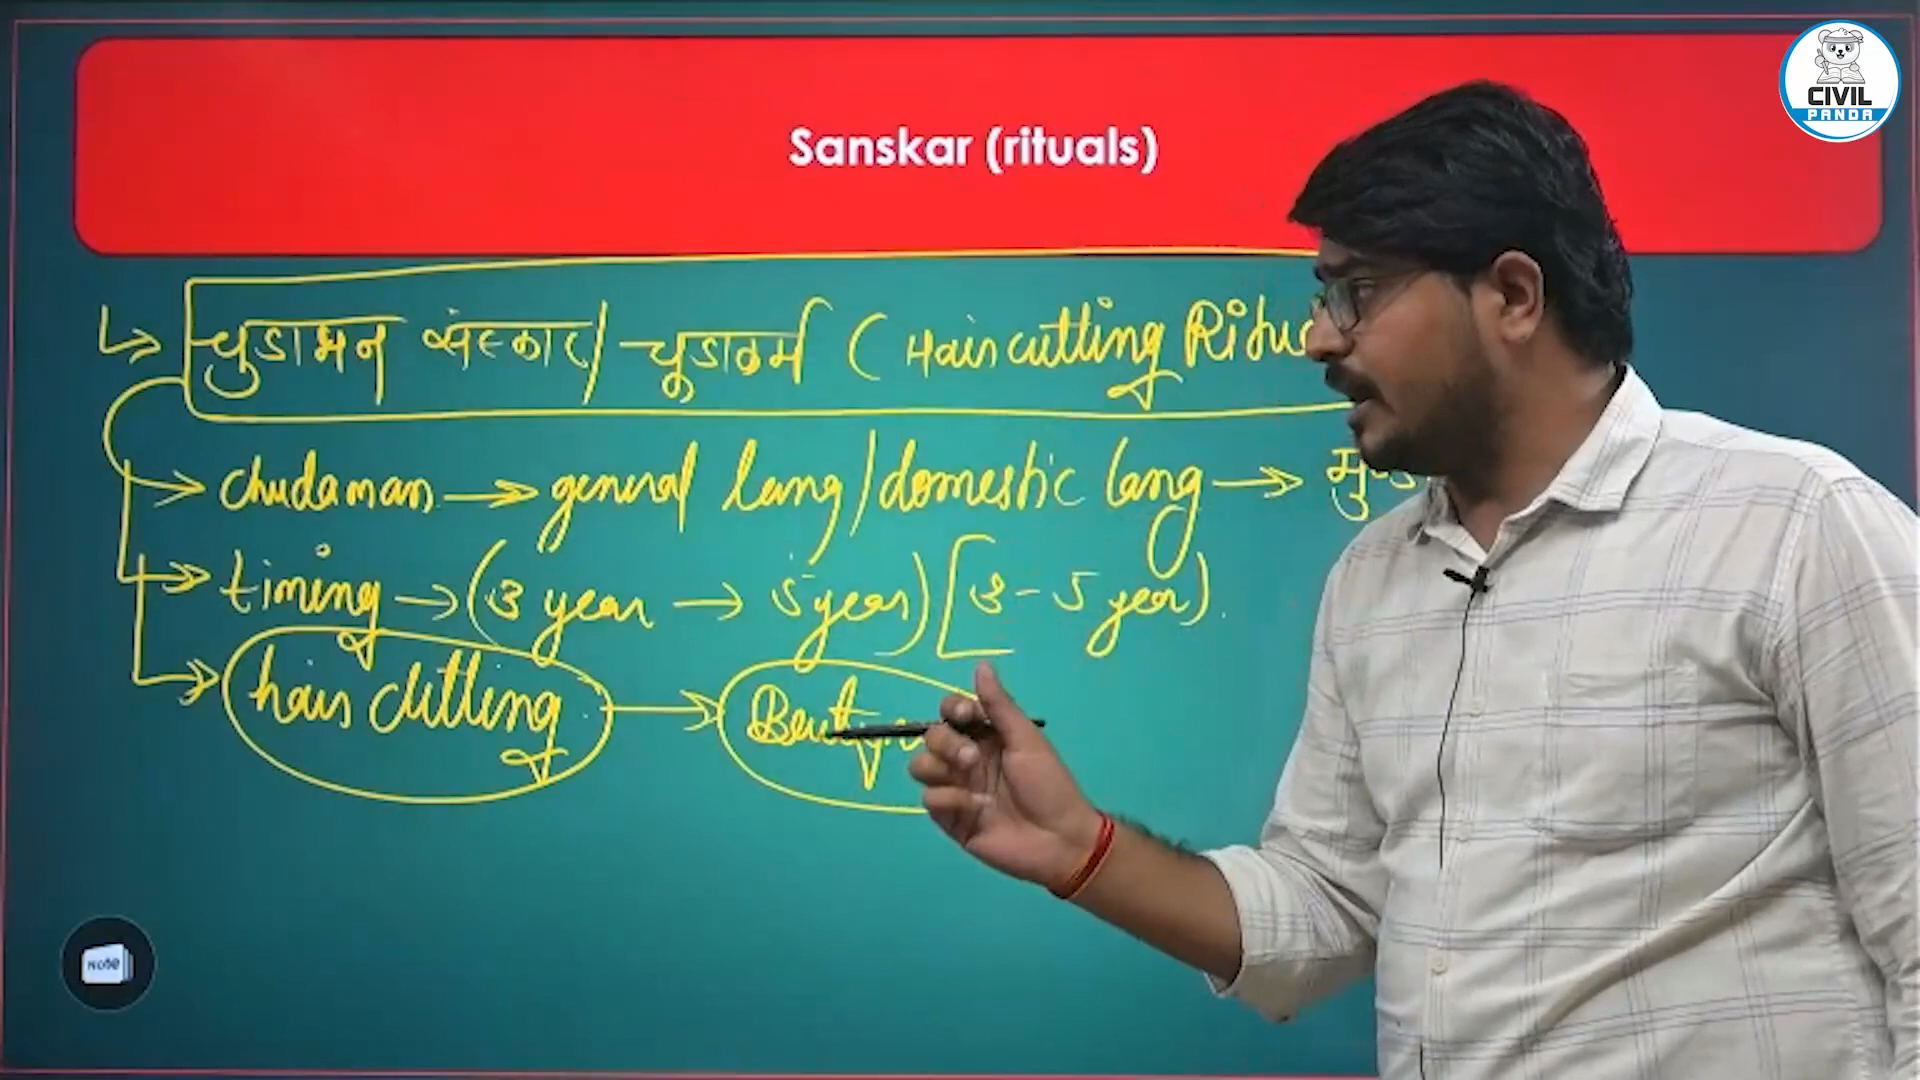 CIVIL
PANDA
Sanskar (rituals)
चुडामन संस्कार/ चूडाकर्म ( Hair cutting Ritu
chudaman → general lang/domestic lang → मु
timing → (3 year → 5 year) [3-5 year).
hair cutting →
Note